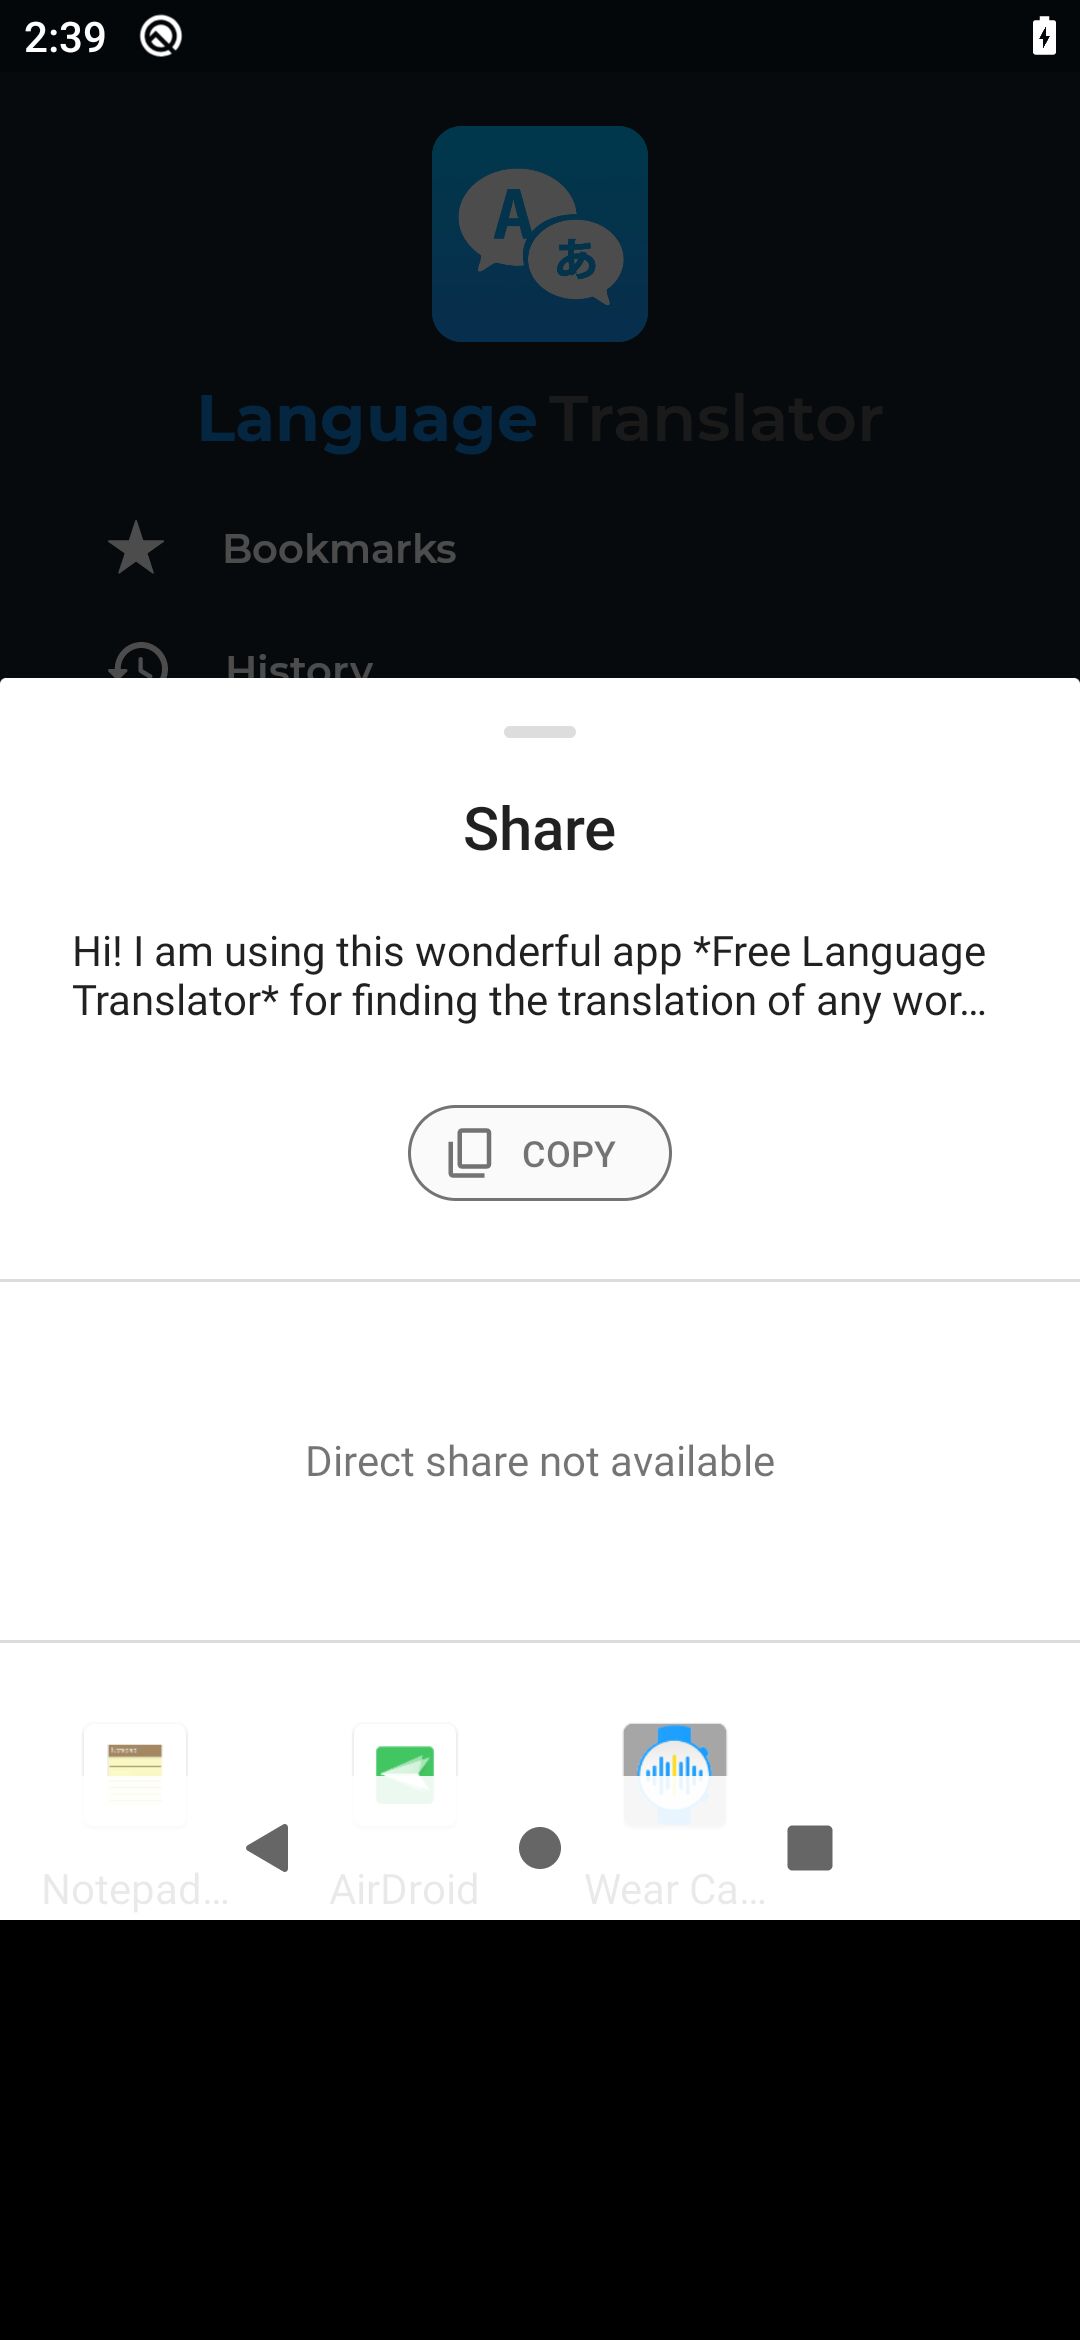 2:39
A
あ
Language Translator
Bookmarks
History
Share
Hi! I am using this wonderful app *Free Language
Translator* for finding the translation of any wor...
COPY
Direct share not available
Notepad...
AirDroid
Wear Ca...